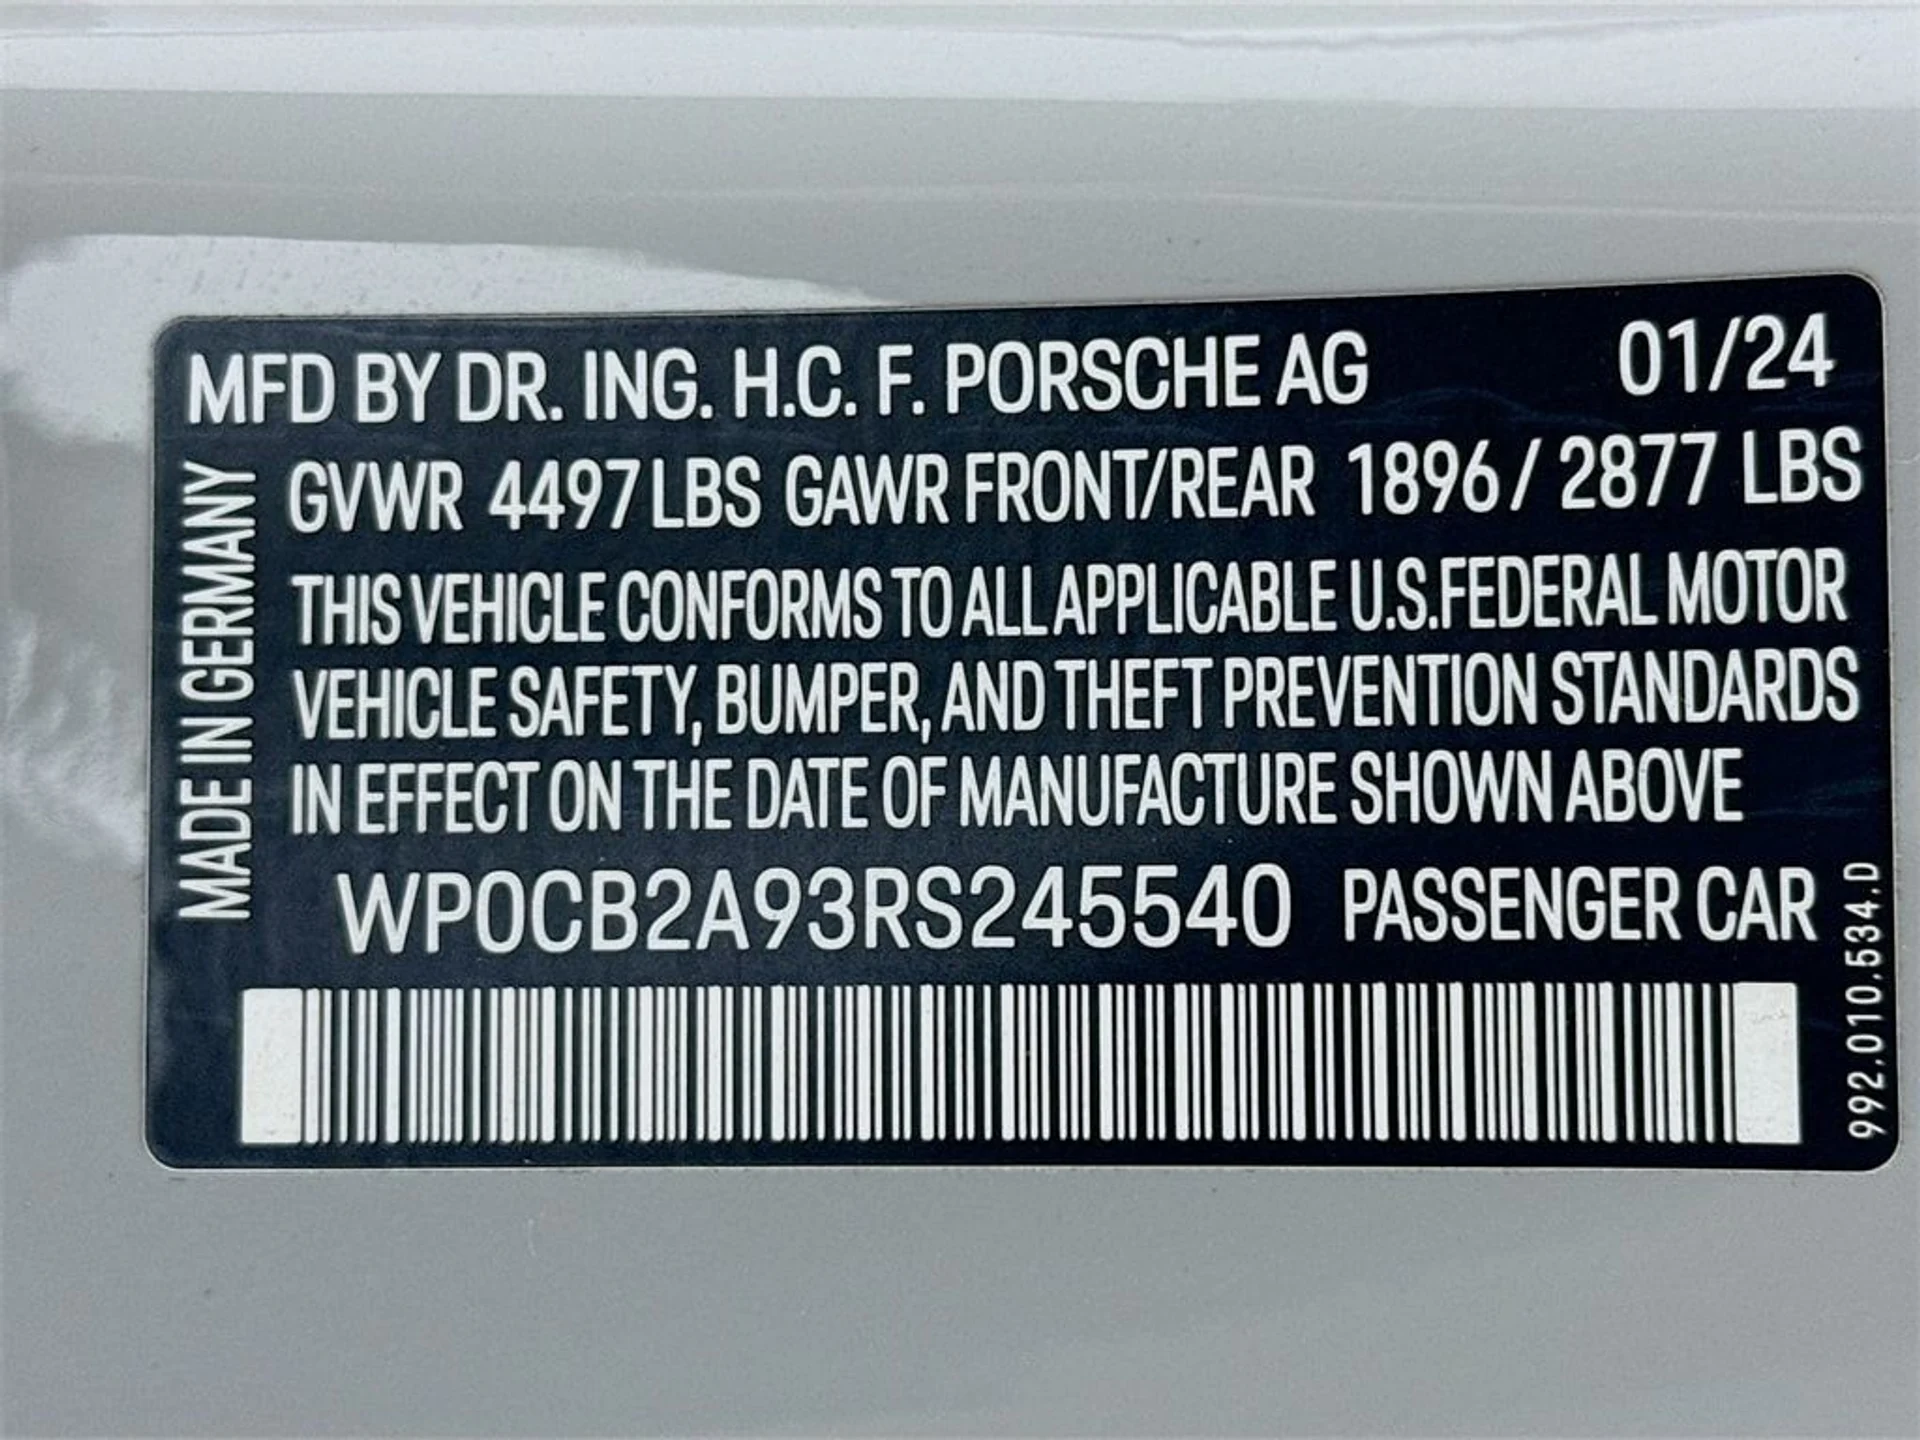 MFD BY DR. ING. H.C. F. PORSCHE AG 01/24
GVWR 4497 LBS GAWR FRONT/REAR 1896 / 2877 LBS
THIS VEHICLE CONFORMS TO ALL APPLICABLE U.S.FEDERAL MOTOR
VEHICLE SAFETY, BUMPER, AND THEFT PREVENTION STANDARDS
IN EFFECT ON THE DATE OF MANUFACTURE SHOWN ABOVE
WP0CB2A93RS245540 PASSENGER CAR
MADE IN GERMANY
992.010.534.D